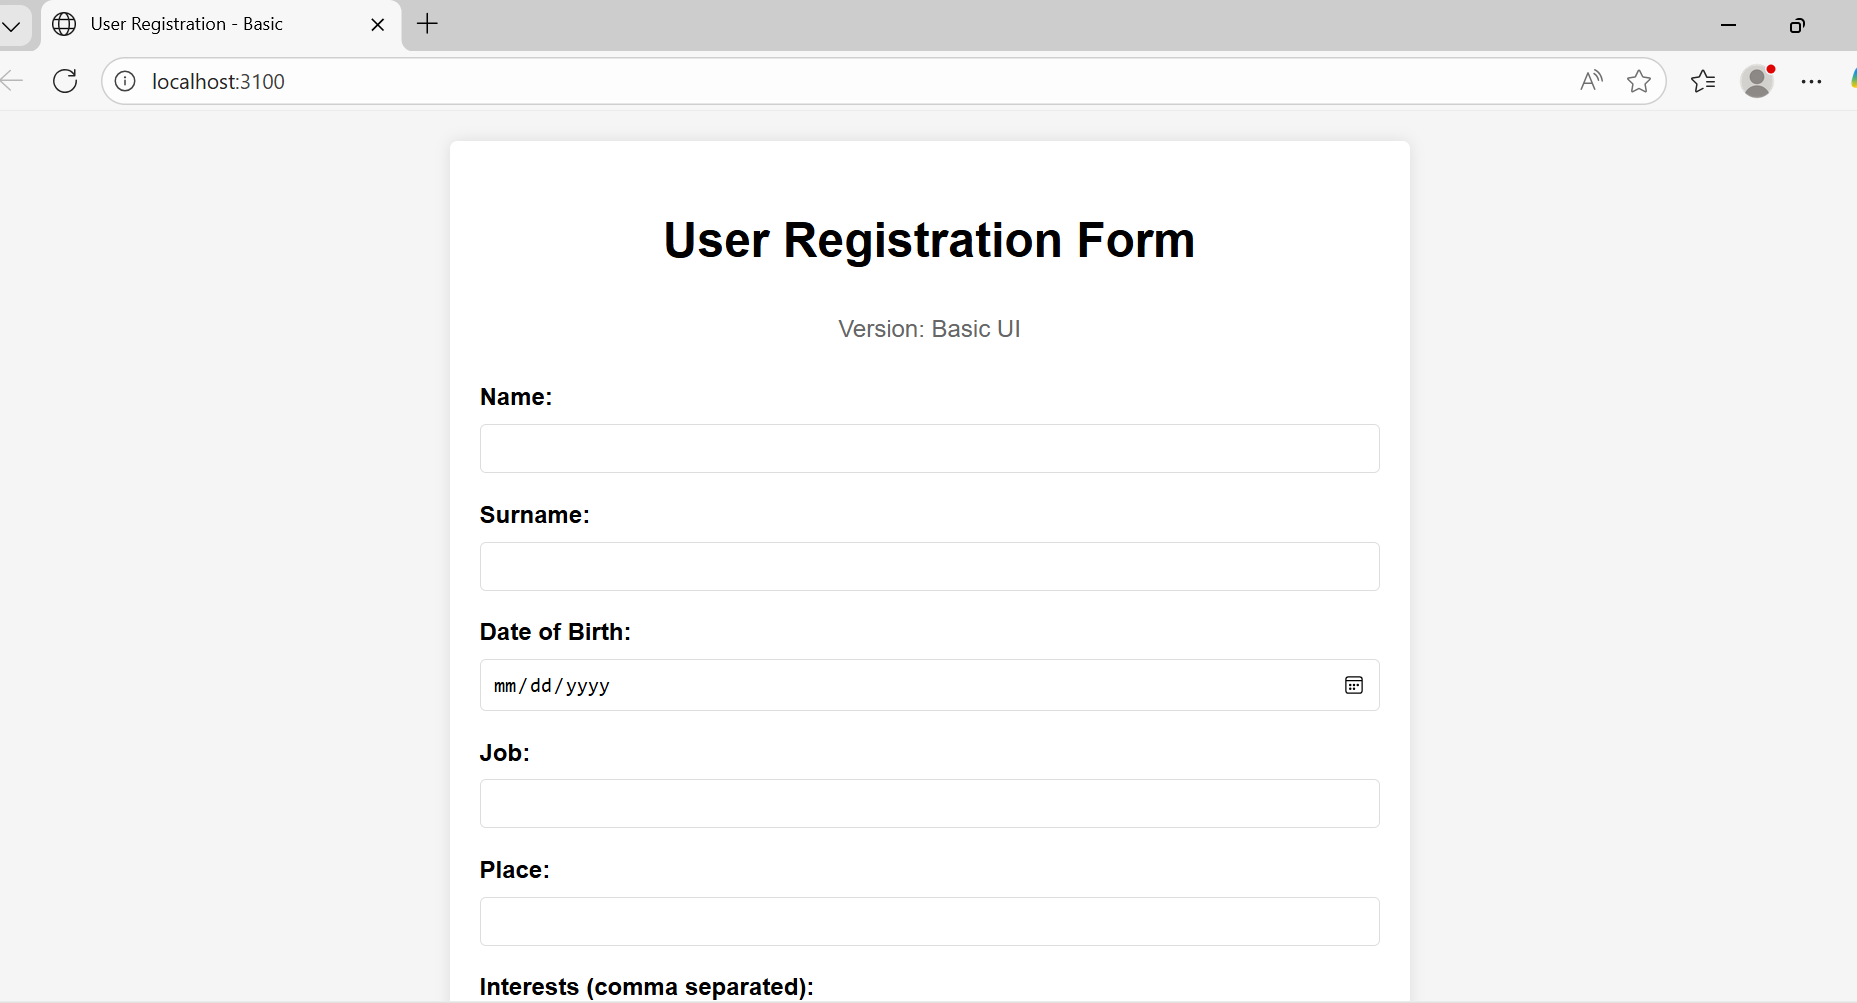 User Registration - Basic
localhost:3100
User Registration Form
Version: Basic UI
Name:
Surname:
Date of Birth:
mm/dd/yyyy
Job:
Place:
Interests (comma separated):